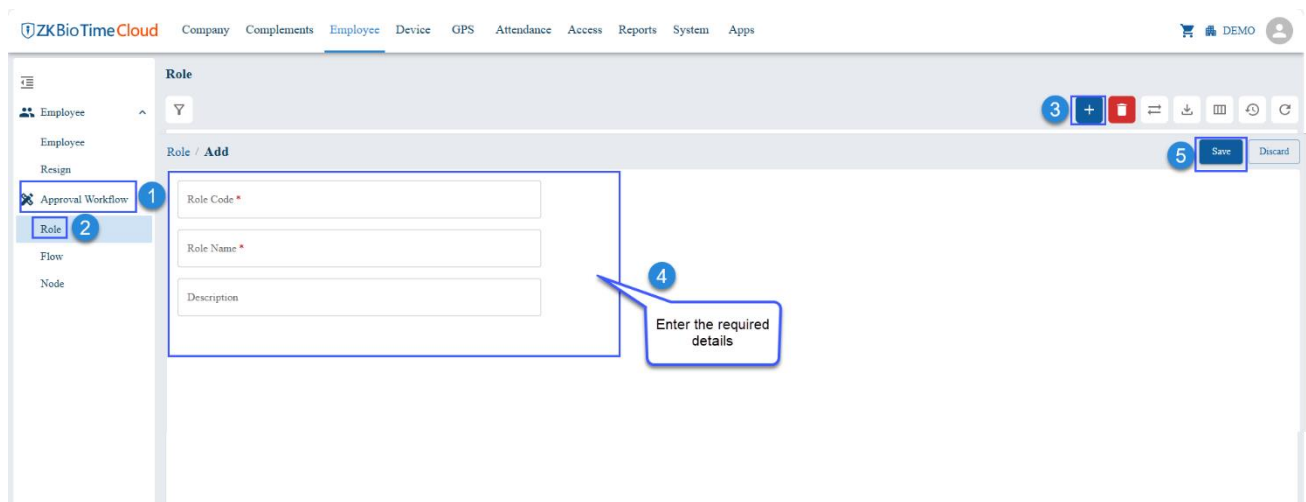 ZKBioTime Cloud Company Complements Employee Device GPS Attendance Access Reports System Apps DEMO
Role
Employee
3
Employee
Resign
Role / Add
5 Save Discard
Approval Workflow 1
Role 2
Flow
Node
Role Code *
Role Name *
Description
4
Enter the required
details